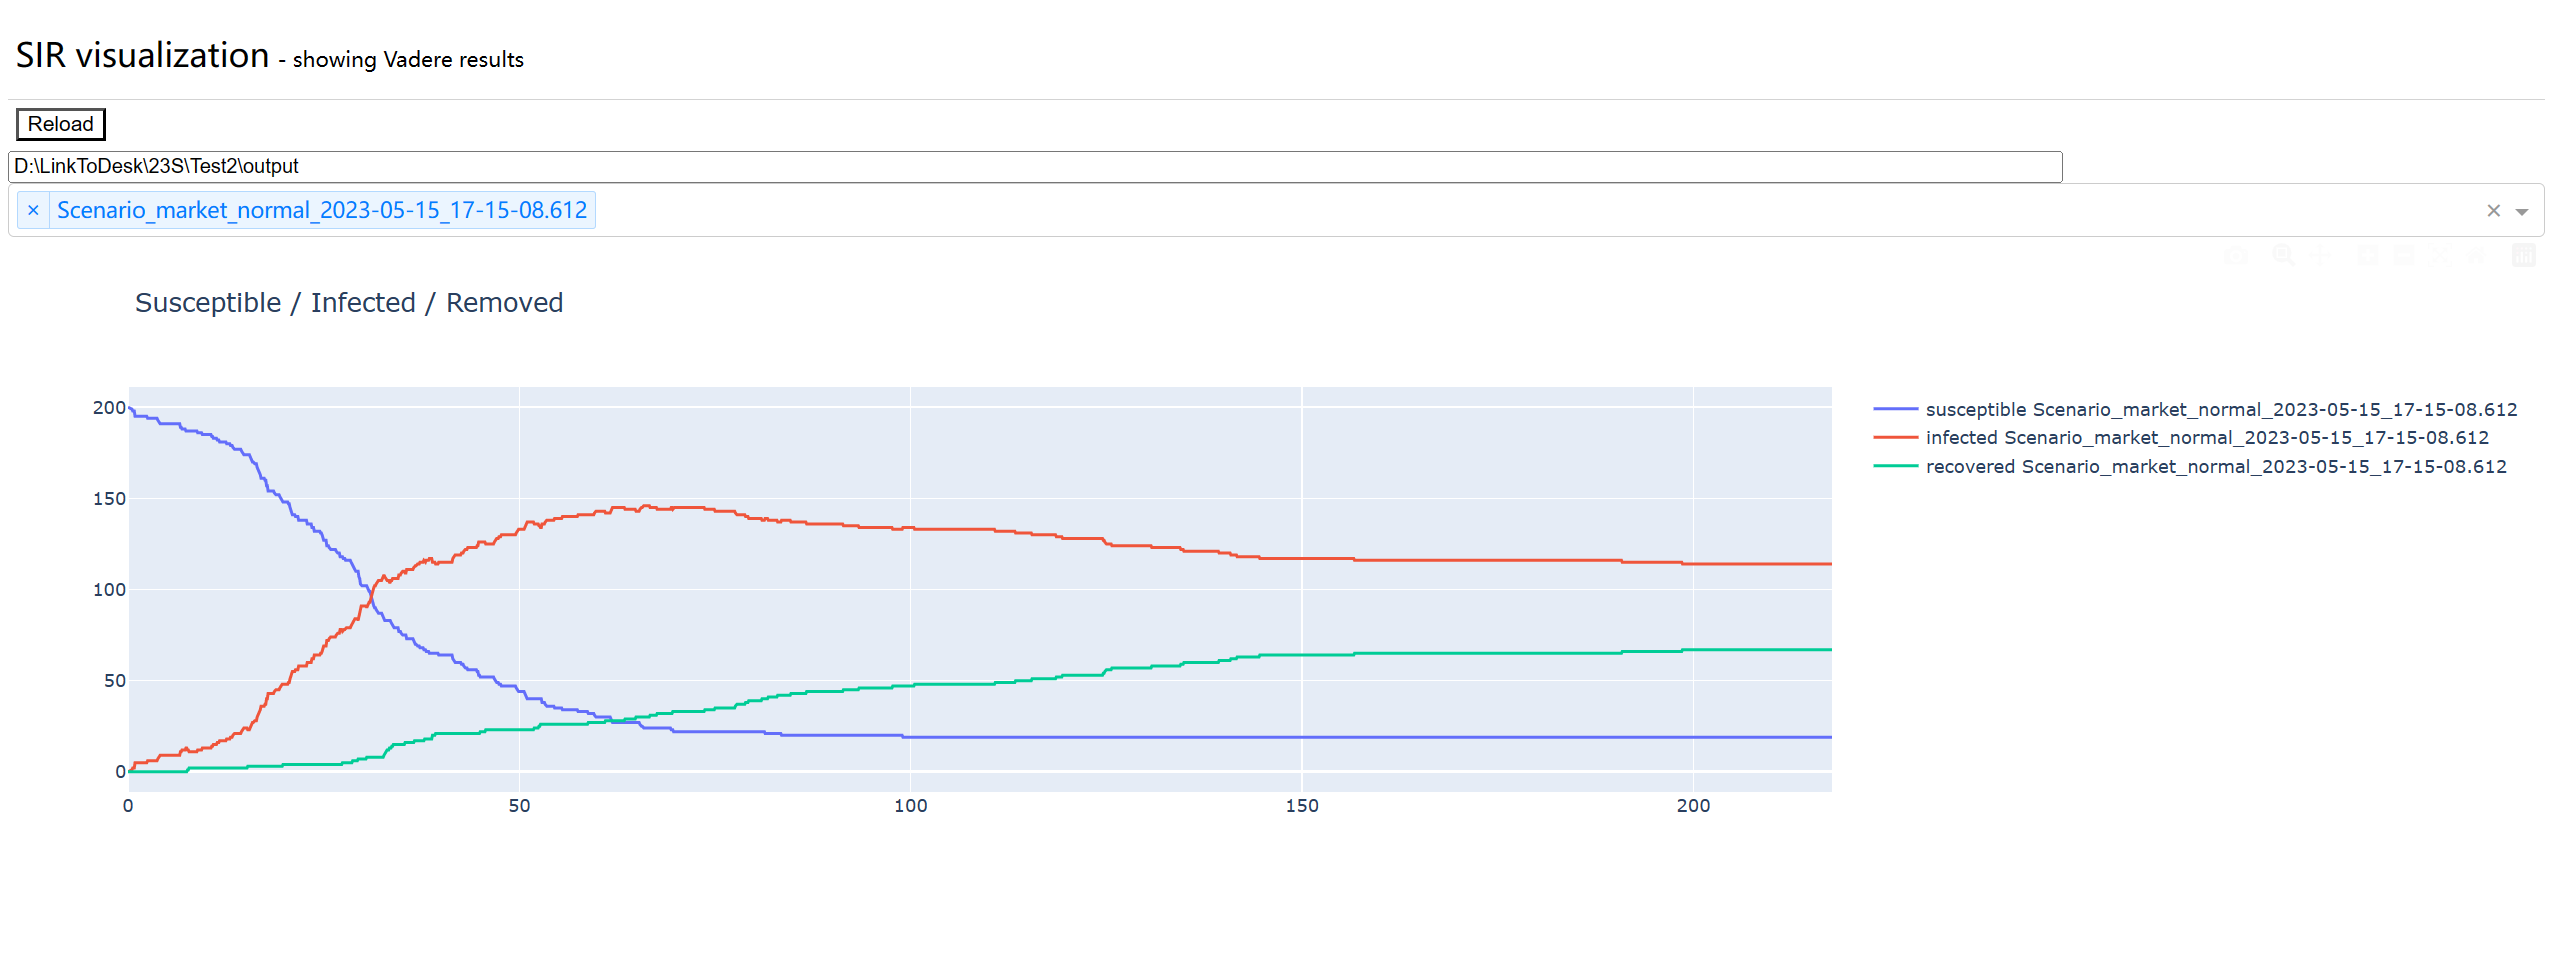 SIR visualization - showing Vadere results
Reload
D:\LinkToDesk\23S\Test2\output
× Scenario_market_normal_2023-05-15_17-15-08.612 ×
Susceptible / Infected / Removed
200
150
100
50
0
0 50 100 150 200
susceptible Scenario_market_normal_2023-05-15_17-15-08.612
infected Scenario_market_normal_2023-05-15_17-15-08.612
recovered Scenario_market_normal_2023-05-15_17-15-08.612